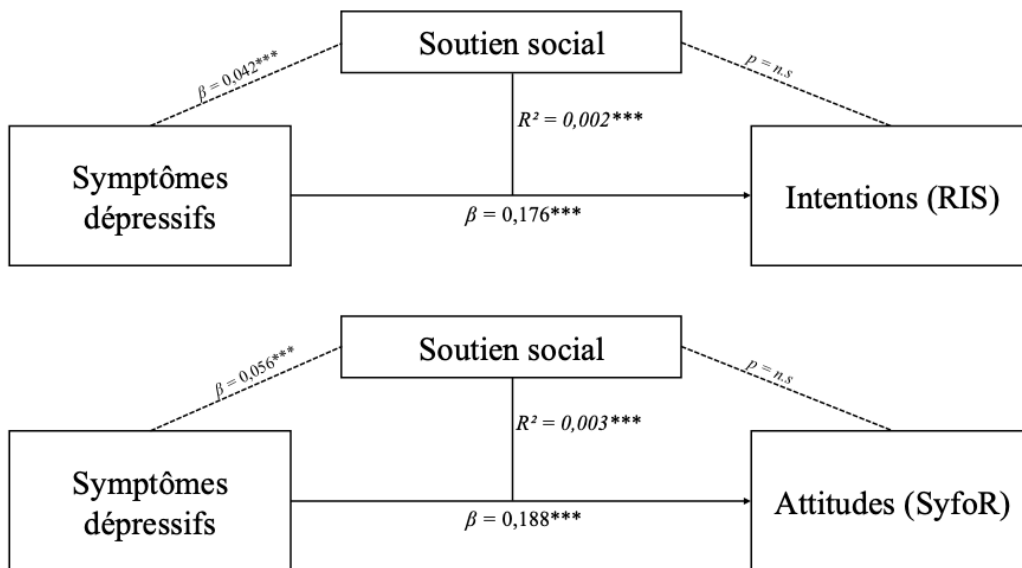 Soutien social
β = 0,042***
p = n.s
R² = 0,002***
Symptômes
dépressifs
β = 0,176***
Intentions (RIS)
Soutien social
β = 0,056***
p = n.s
R² = 0,003***
Symptômes
dépressifs
β = 0,188***
Attitudes (SyfoR)